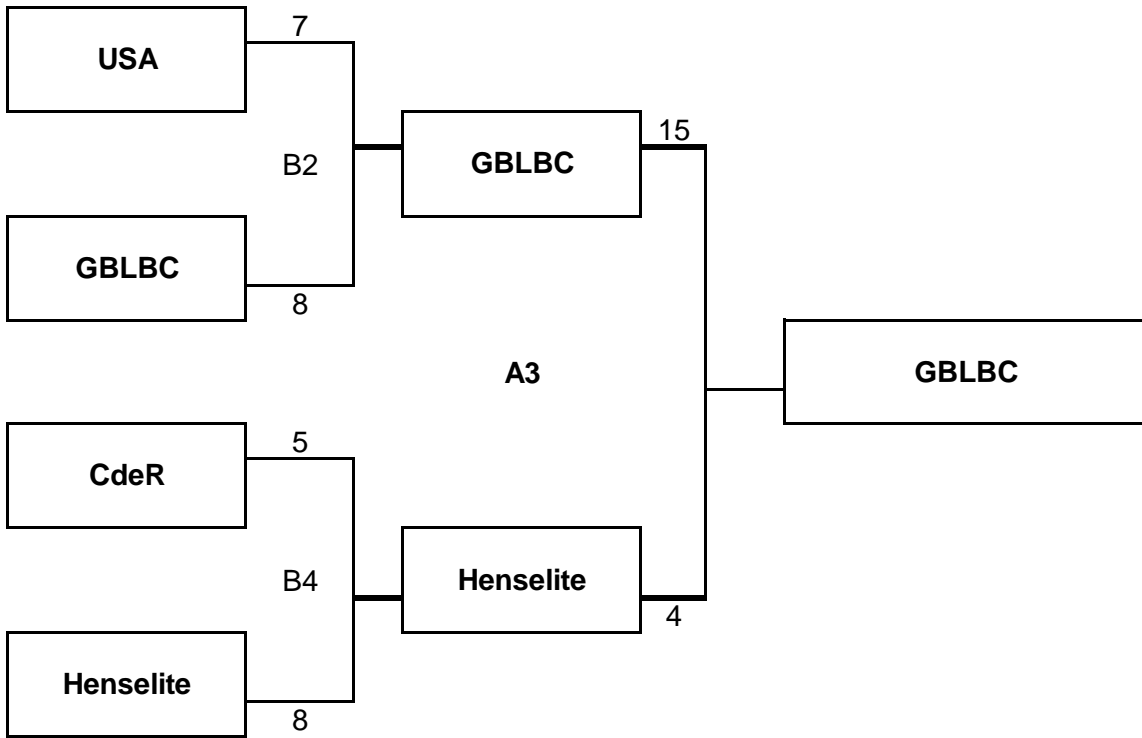 7
USA
15
B2
GBLBC
GBLBC
8
A3
GBLBC
5
CdeR
B4
Henselite
4
Henselite
8